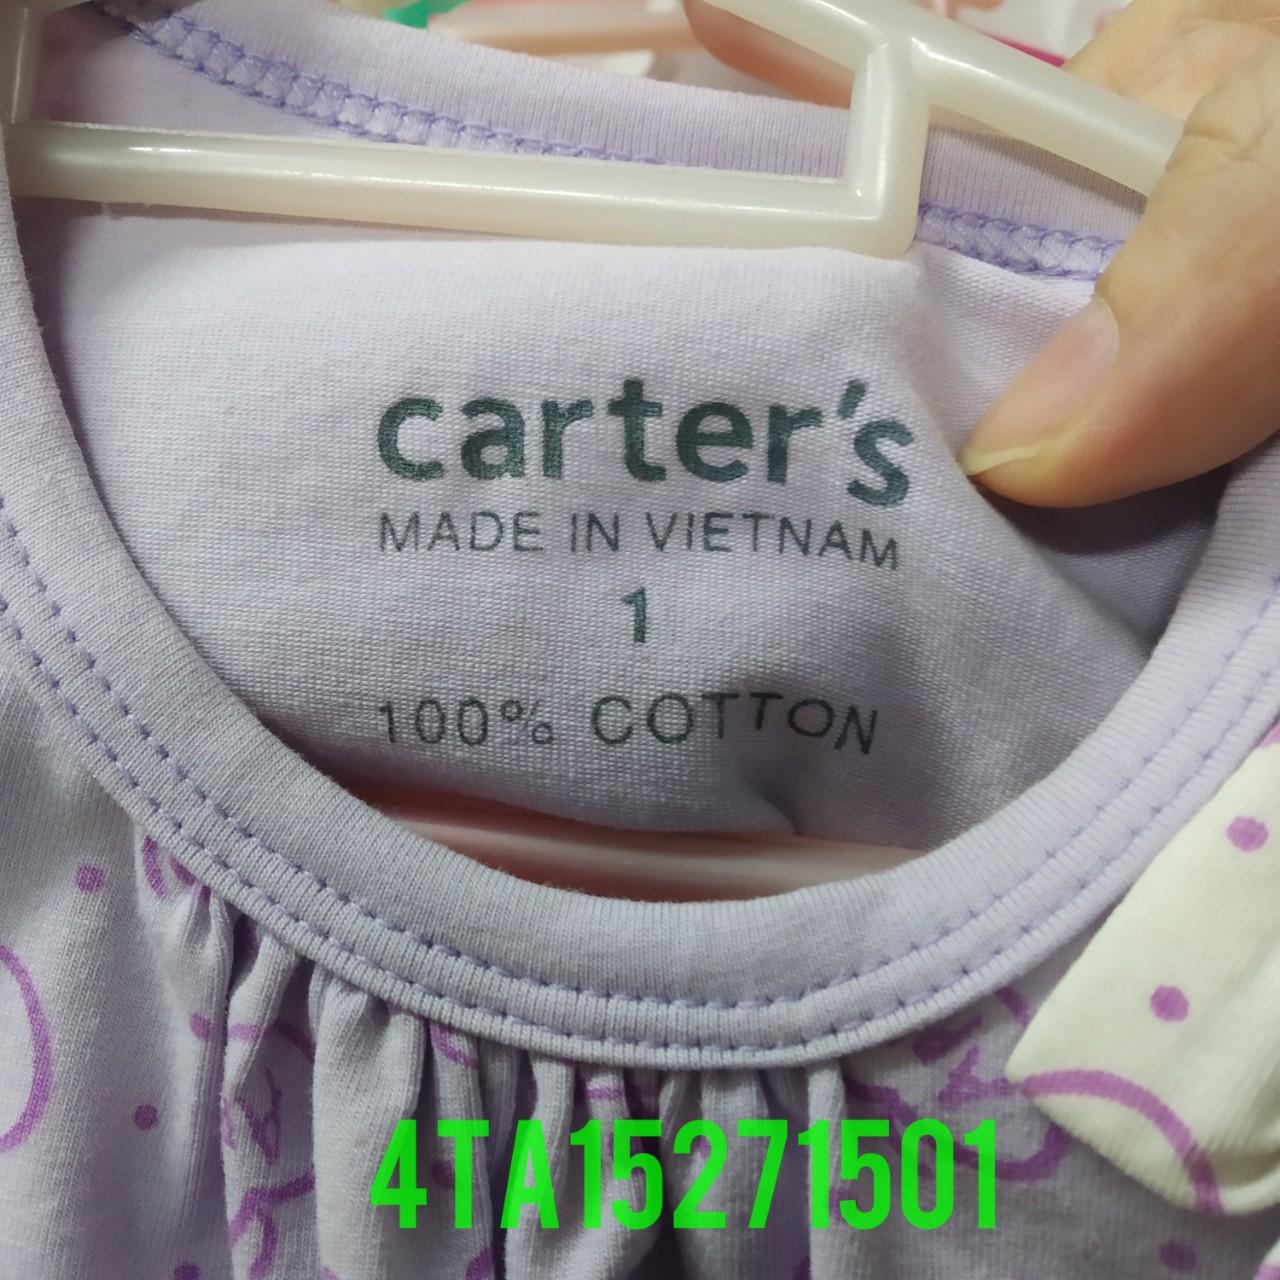 carter's
MADE IN VIETNAM
1
100% COTTON
4TA15271501